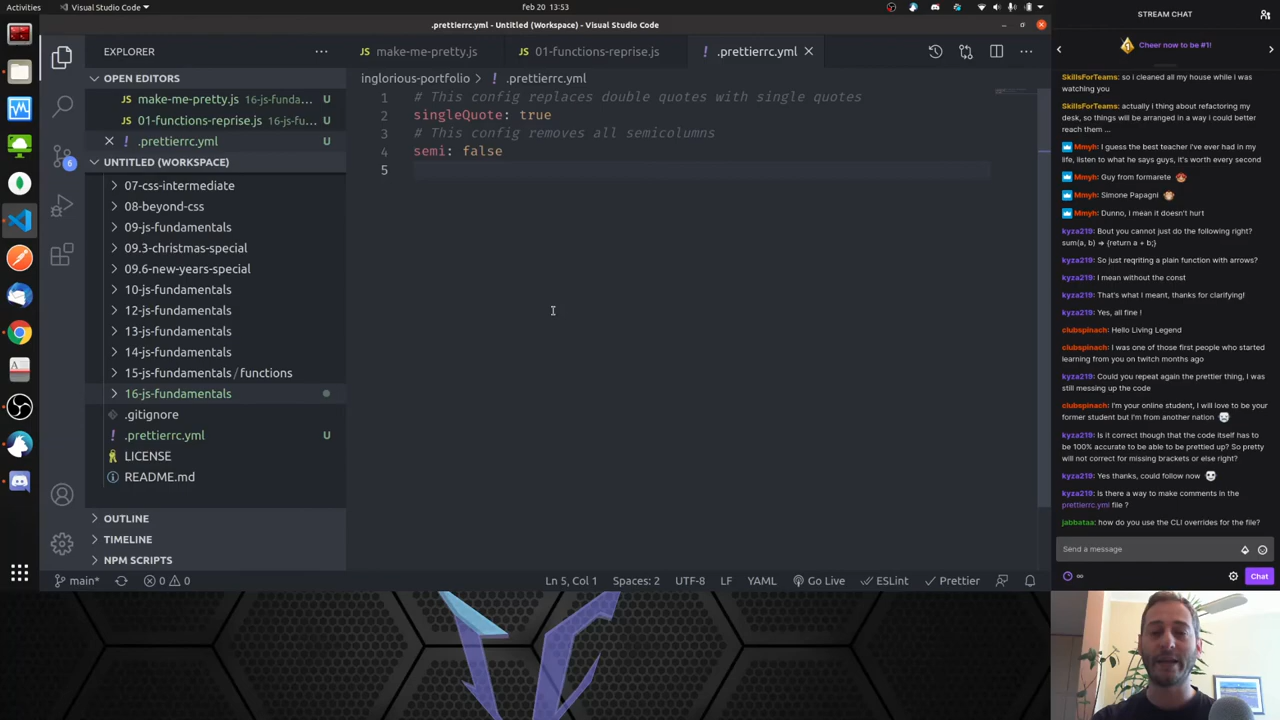 Activities
Visual Studio Code
feb 20 13:53
.prettierrc.yml - Untitled (Workspace) - Visual Studio Code
EXPLORER
OPEN EDITORS
make-me-pretty.js 16-js-funda... U
01-functions-reprise.js 16-js-fu... U
.prettierrc.yml U
UNTITLED (WORKSPACE)
07-css-intermediate
08-beyond-css
09-js-fundamentals
09.3-christmas-special
09.6-new-years-special
10-js-fundamentals
12-js-fundamentals
13-js-fundamentals
14-js-fundamentals
15-js-fundamentals/functions
16-js-fundamentals
.gitignore
.prettierrc.yml U
LICENSE
README.md
OUTLINE
TIMELINE
NPM SCRIPTS
6
make-me-pretty.js
01-functions-reprise.js
.prettierrc.yml
inglorious-portfolio > .prettierrc.yml
1 # This config replaces double quotes with single quotes
2 singleQuote: true
3 # This config removes all semicolumns
4 semi: false
5
main*
0 0
Ln 5, Col 1
Spaces: 2
UTF-8
LF
YAML
Go Live
ESLint
Prettier
STREAM CHAT
1 Cheer now to be #1!
SkillsForTeams: so i cleaned all my house while i was
watching you
SkillsForTeams: actually i thing about refactoring my
desk, so things will be arranged in a way i could better
reach them ...
Mmyh: I guess the best teacher i've ever had in my
life, listen to what he says guys, it's worth every second
Mmyh: Guy from formarete
Mmyh: Simone Papagni
Mmyh: Dunno, i mean it doesn't hurt
kyza219: Bout you cannot just do the following right?
sum(a, b) => {return a + b;}
kyza219: So just reqriting a plain function with arrows?
kyza219: I mean without the const
kyza219: That's what I meant, thanks for clarifying!
kyza219: Yes, all fine !
clubspinach: Hello Living Legend
clubspinach: I was one of those first people who started
learning from you on twitch months ago
kyza219: Could you repeat again the prettier thing, I was
still messing up the code
clubspinach: I'm your online student, I will love to be your
former student but I'm from another nation
kyza219: Is it correct though that the code itself has to
be 100% accurate to be able to be prettied up? So pretty
will not correct for missing brackets or else right?
kyza219: Yes thanks, could follow now
kyza219: Is there a way to make comments in the
prettierrc.yml file ?
jabbataa: how do you use the CLI overrides for the file?
Send a message
∞
Chat